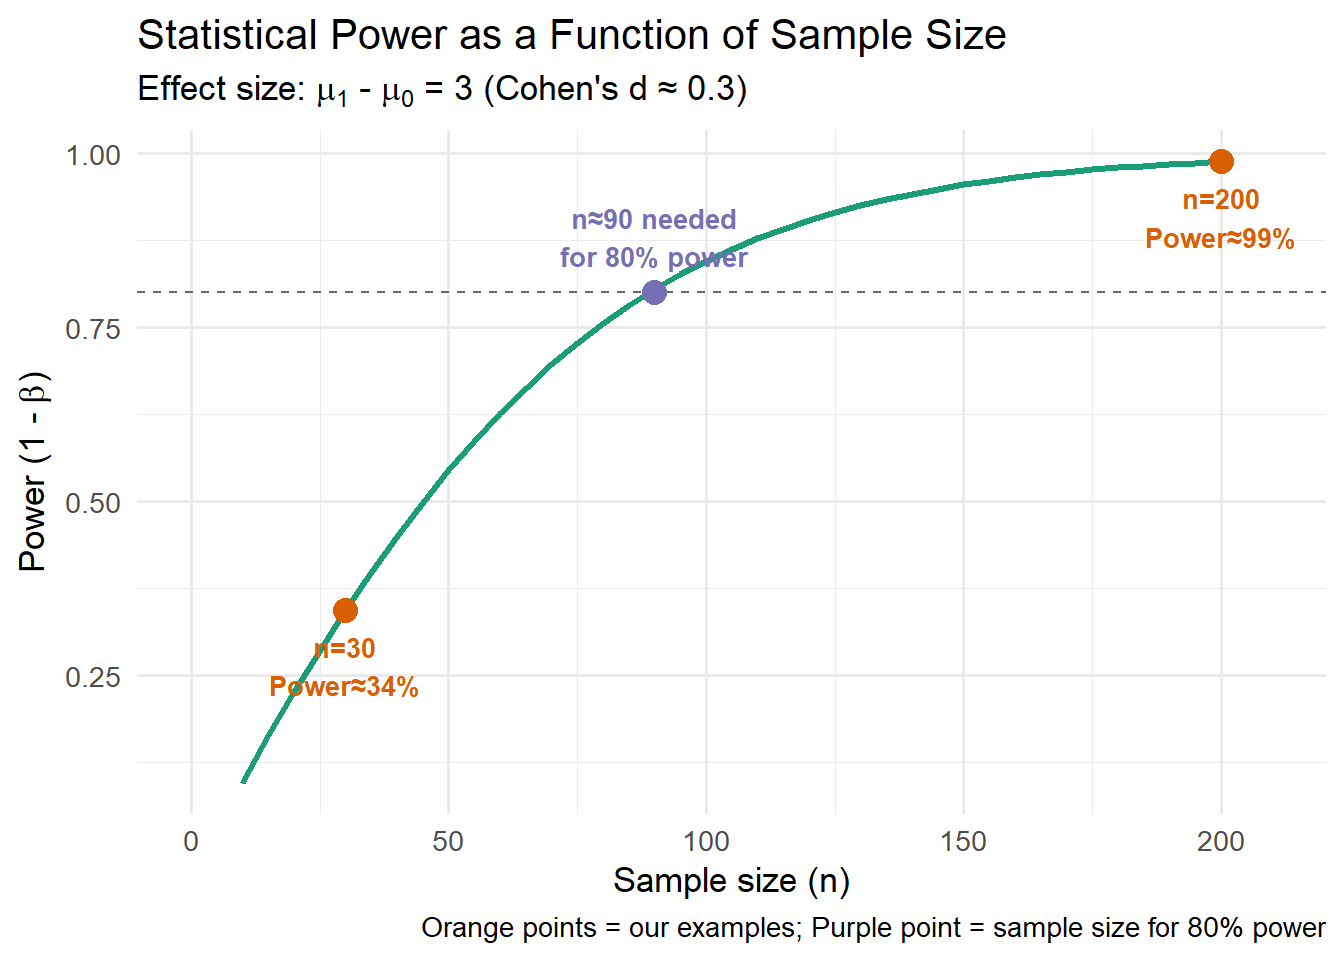 Statistical Power as a Function of Sample Size
Effect size: μ₁ - μ₀ = 3 (Cohen's d ≈ 0.3)
1.00
0.75
0.50
0.25
Power (1 - β)
n≈90 needed
for 80% power
n=200
Power≈99%
n=30
Power≈34%
0 50 100 150 200
Sample size (n)
Orange points = our examples; Purple point = sample size for 80% power